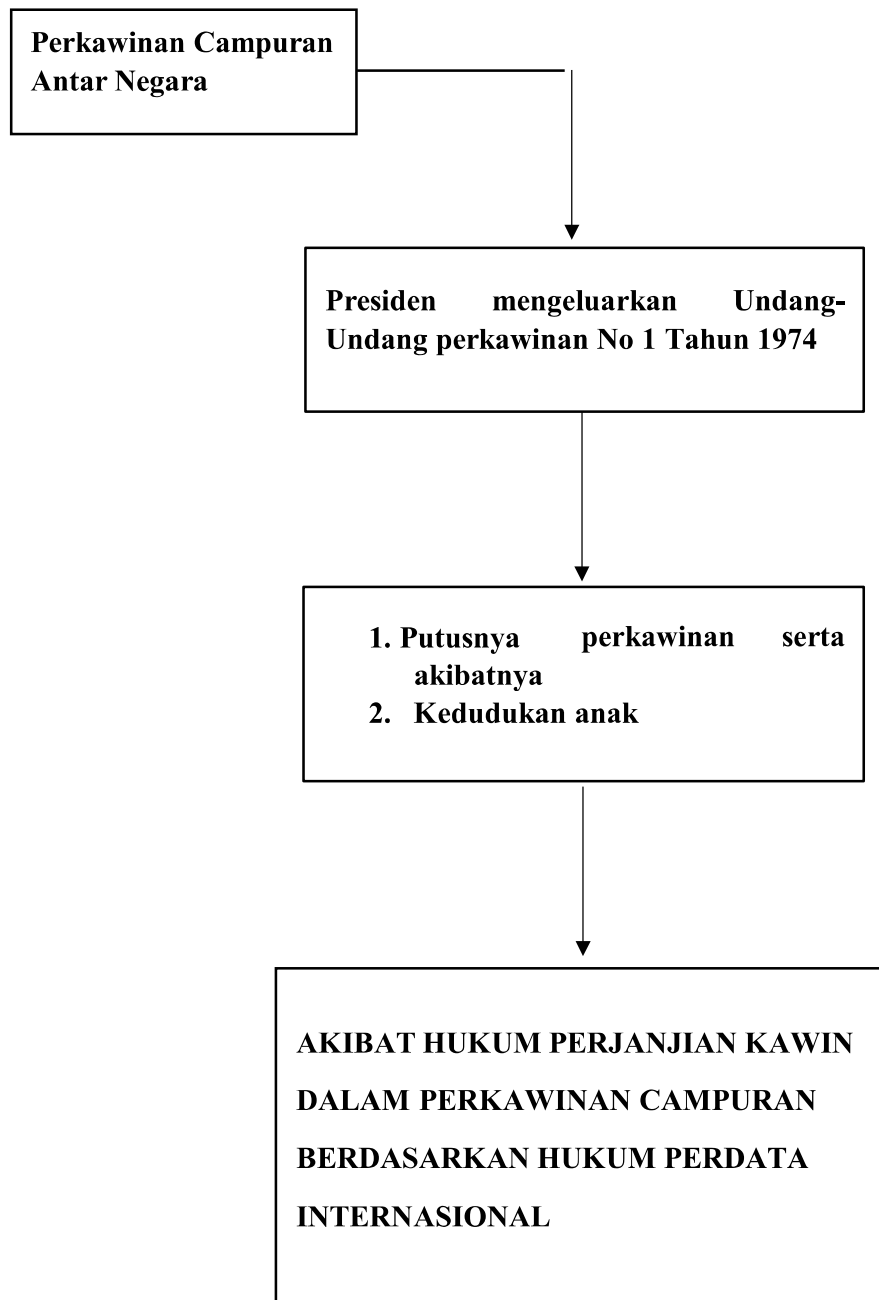 Perkawinan Campuran
Antar Negara
Presiden mengeluarkan Undang-
Undang perkawinan No 1 Tahun 1974
1. Putusnya perkawinan serta
akibatnya
2. Kedudukan anak
AKIBAT HUKUM PERJANJIAN KAWIN
DALAM PERKAWINAN CAMPURAN
BERDASARKAN HUKUM PERDATA
INTERNASIONAL